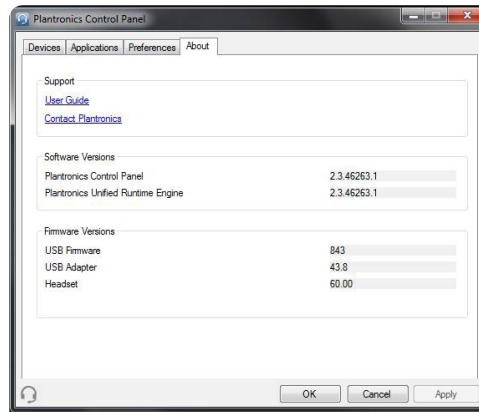 Plantronics Control Panel
Devices Applications Preferences About
Support
User Guide
Contact Plantronics
Software Versions
Plantronics Control Panel 2.3.46263.1
Plantronics Unified Runtime Engine 2.3.46263.1
Firmware Versions
USB Firmware 843
USB Adapter 43.8
Headset 60.00
OK Cancel Apply